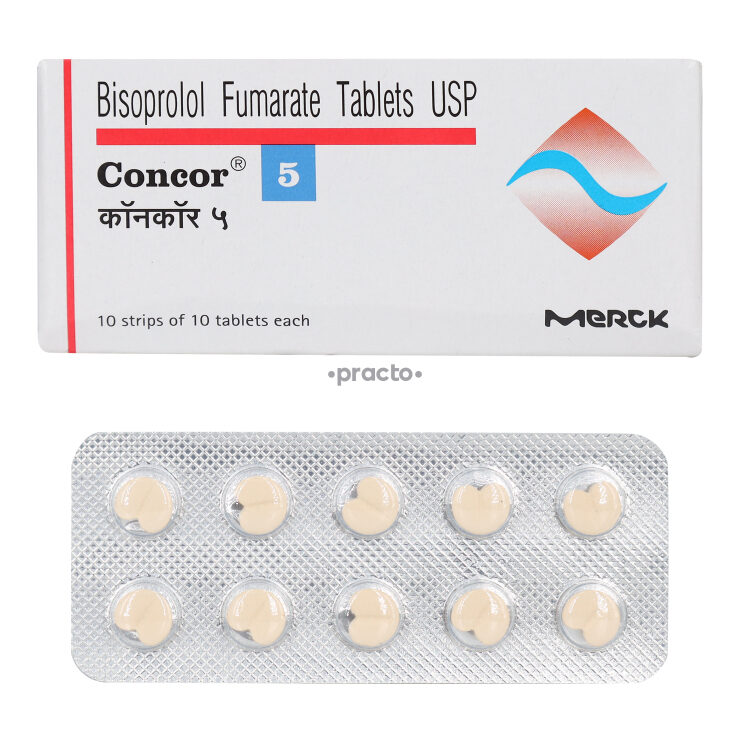 Bisoprolol Fumarate Tablets USP
Concor® 5
कॉनकॉर ५
10 strips of 10 tablets each
MERCK
•practo•